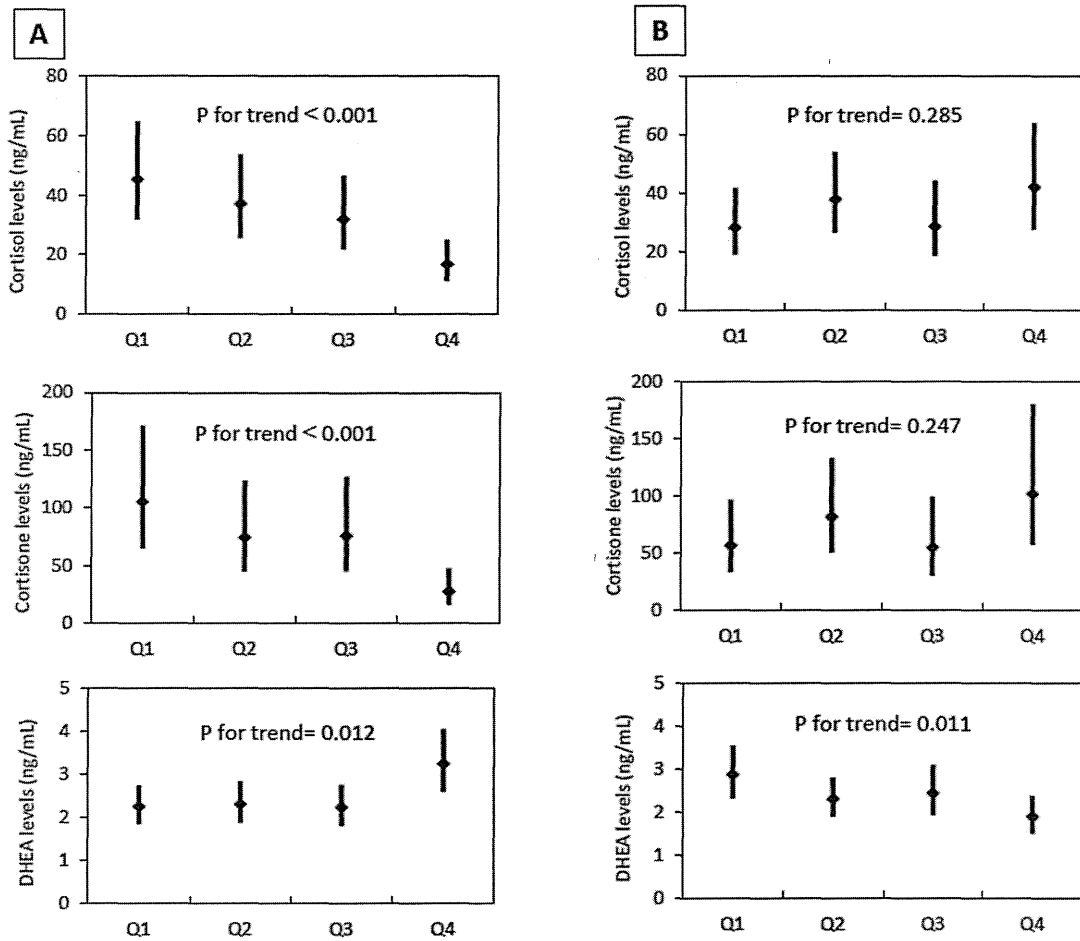 A
Cortisol levels (ng/mL)
80
60
40
20
0
P for trend < 0.001
Q1 Q2 Q3 Q4
Cortisone levels (ng/mL)
200
150
100
50
0
P for trend < 0.001
Q1 Q2 Q3 Q4
DHEA levels (ng/mL)
5
4
3
2
1
0
P for trend= 0.012
Q1 Q2 Q3 Q4
B
Cortisol levels (ng/mL)
80
60
40
20
0
P for trend= 0.285
Q1 Q2 Q3 Q4
Cortisone levels (ng/mL)
200
150
100
50
0
P for trend= 0.247
Q1 Q2 Q3 Q4
DHEA levels (ng/mL)
5
4
3
2
1
0
P for trend= 0.011
Q1 Q2 Q3 Q4